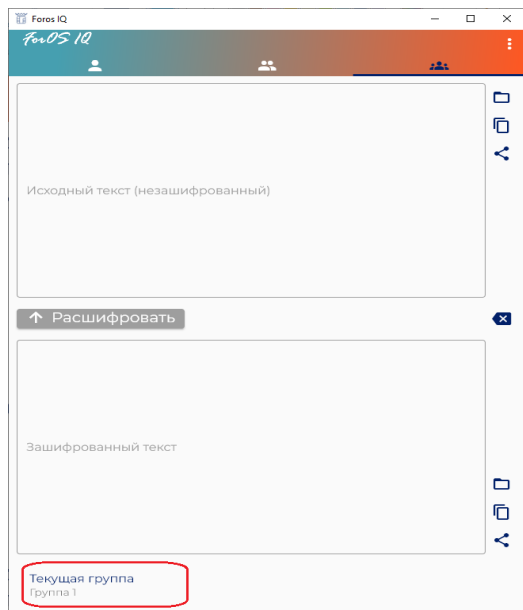 Foros IQ
ForOS IQ
Исходный текст (незашифрованный)
Расшифровать
Зашифрованный текст
Текущая группа
Группа 1